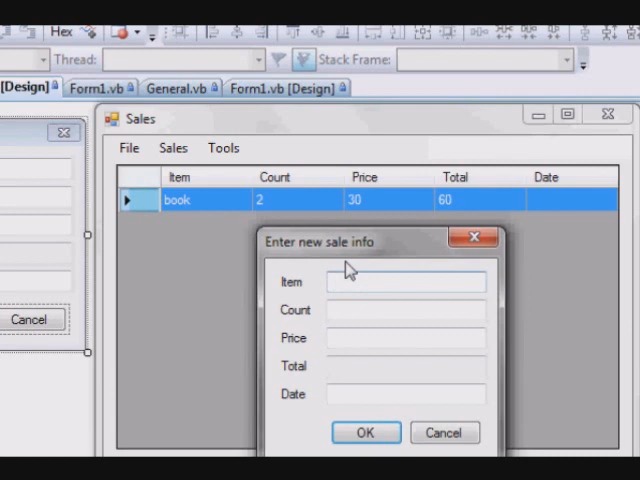 Hex
Thread:
Stack Frame:
[Design]
Form1.vb
General.vb
Form1.vb [Design]
Sales
File
Sales
Tools
Item
Count
Price
Total
Date
book
2
30
60
Enter new sale info
Item
Count
Price
Total
Date
OK
Cancel
Cancel